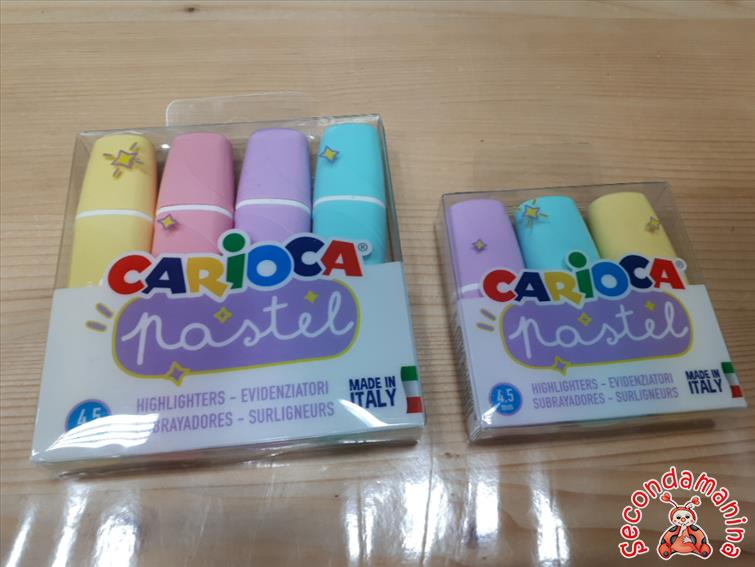 CARIOCA®
pastel
HIGHLIGHTERS - EVIDENZIATORI
SUBRAYADORES - SURLIGNEURS
4.5
MADE IN
ITALY
CARIOCA®
pastel
HIGHLIGHTERS - EVIDENZIATORI
SUBRAYADORES - SURLIGNEURS
4.5
mm
MADE IN
ITALY
Secondamanina